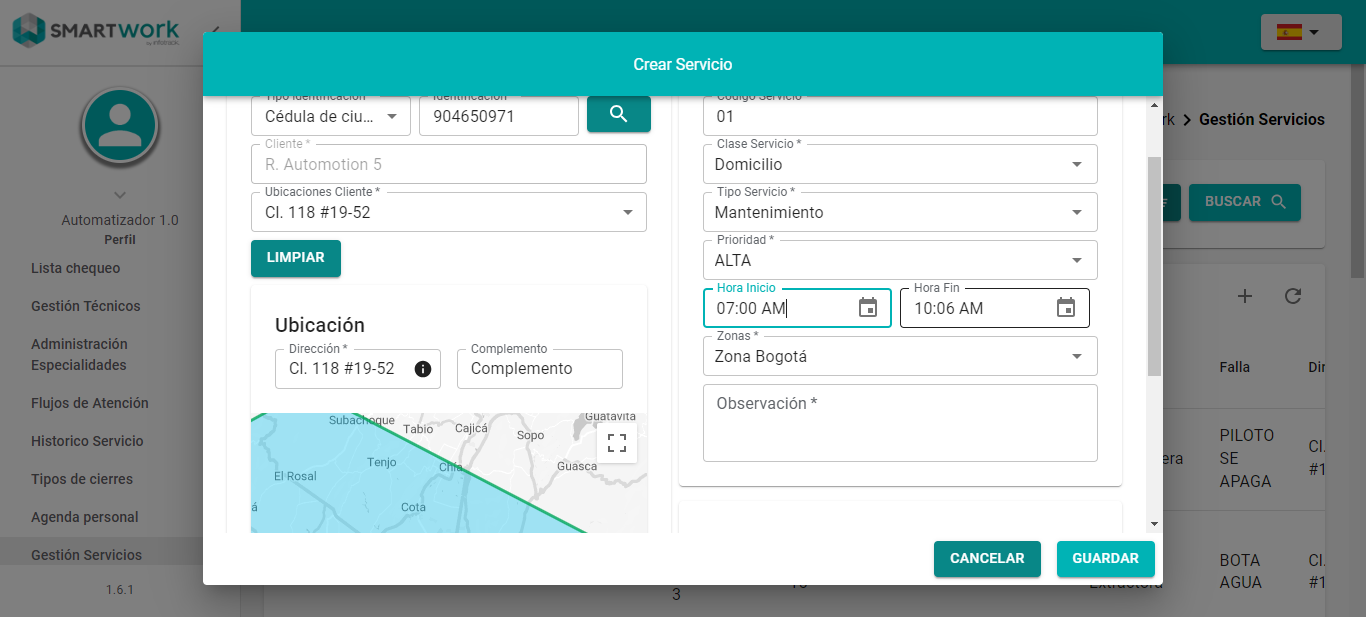 SMARTWORK
by infotrack
Automatizador 1.0
Perfil
Lista chequeo
Gestión Técnicos
Administración
Especialidades
Flujos de Atención
Historico Servicio
Tipos de cierres
Agenda personal
Gestión Servicios
1.6.1
Crear Servicio
Tipo Identificación
Cédula de ciu...
Identificación
904650971
Cliente *
R. Automotion 5
Ubicaciones Cliente *
Cl. 118 #19-52
LIMPIAR
Ubicación
Dirección *
Cl. 118 #19-52
Complemento
Complemento
Subachoque
Tabio
Cajicá
Sopo
Guatavita
Tenjo
Chía
Guasca
El Rosal
á
Cota
Código Servicio
01
Clase Servicio *
Domicilio
Tipo Servicio *
Mantenimiento
Prioridad *
ALTA
Hora Inicio
07:00 AM
Hora Fin
10:06 AM
Zonas *
Zona Bogotá
Observación *
CANCELAR
GUARDAR
rk > Gestión Servicios
BUSCAR
Falla
Dir
PILOTO
SE
APAGA
era
Cl.
#1
BOTA
AGUA
Cl.
#1
3